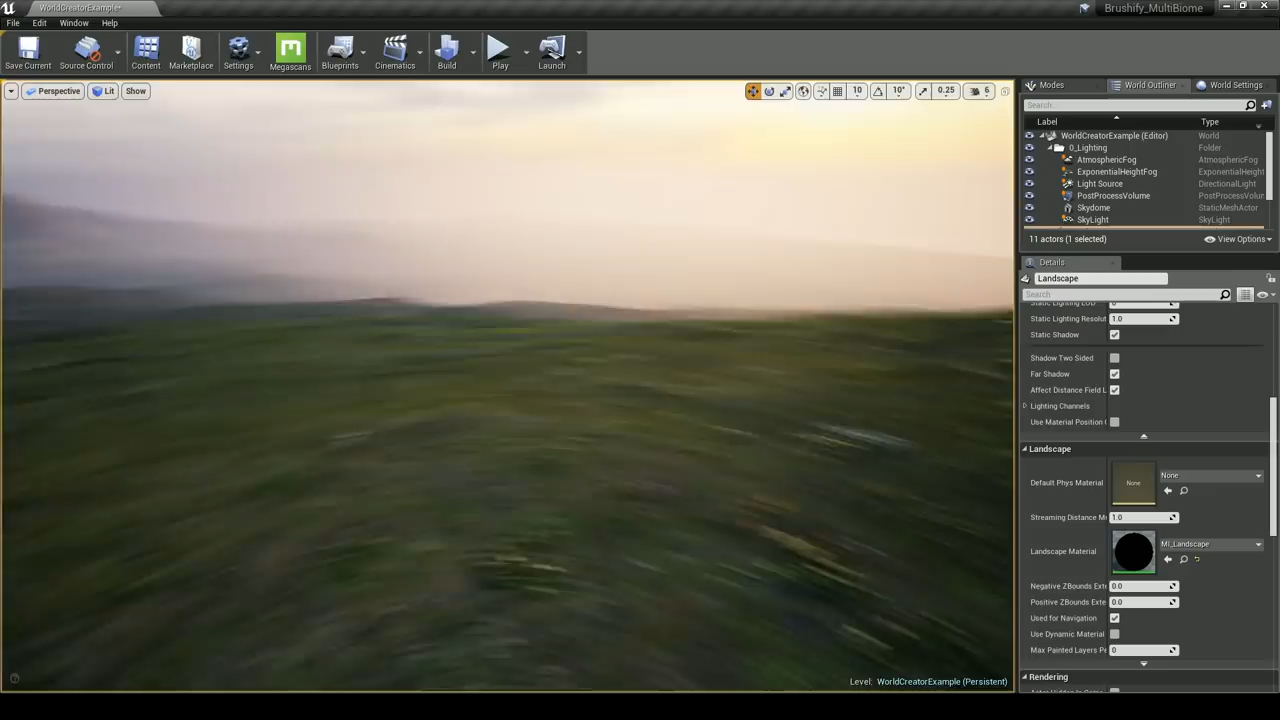 WorldCreatorExample*
Brushify_MultiBiome
File Edit Window Help
Save Current Source Control Content Marketplace Settings Megascans Blueprints Cinematics Build Play Launch
Perspective Lit Show
10 10° 0.25 6
Modes World Outliner World Settings
Search...
Label Type
WorldCreatorExample (Editor) World
0_Lighting Folder
AtmosphericFog AtmosphericFog
ExponentialHeightFog ExponentialHeight
Light Source DirectionalLight
PostProcessVolume PostProcessVolur
Skydome StaticMeshActor
SkyLight SkyLight
11 actors (1 selected) View Options
Details
Landscape
Search
Static Lighting Resolut 1.0
Static Shadow
Shadow Two Sided
Far Shadow
Affect Distance Field L
Lighting Channels
Use Material Position
Landscape
Default Phys Material None None
Streaming Distance M 1.0
Landscape Material MI_Landscape
Negative ZBounds Exte 0.0
Positive ZBounds Exte 0.0
Used for Navigation
Use Dynamic Material
Max Painted Layers Pe 0
Rendering
Level: WorldCreatorExample (Persistent)